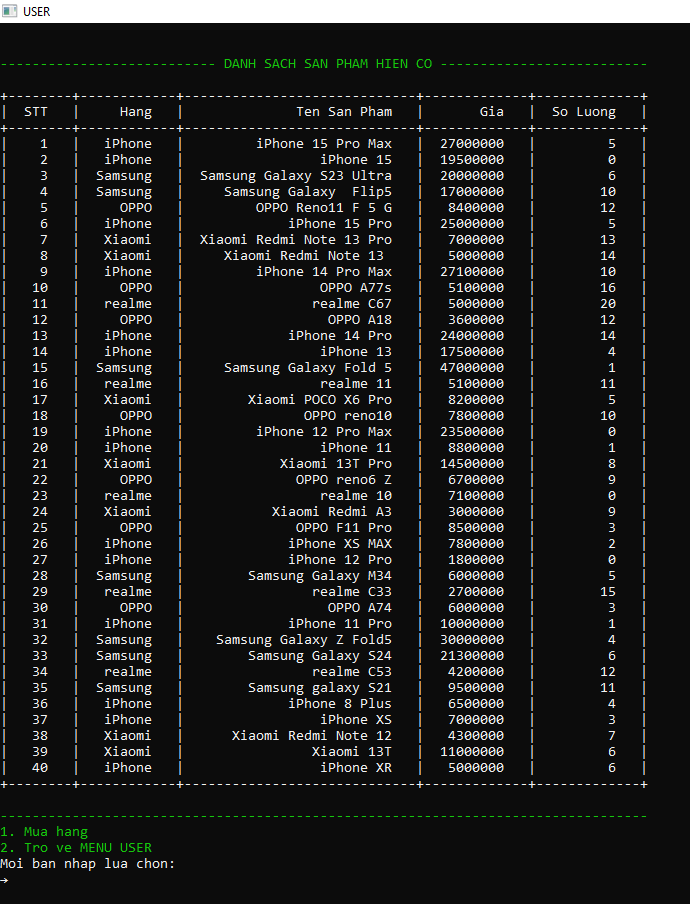 USER
--------------------------- DANH SACH SAN PHAM HIEN CO --------------------------
+--------+------------+-----------------------------+-------------+-------------+
| STT | Hang | Ten San Pham | Gia | So Luong |
+--------+------------+-----------------------------+-------------+-------------+
| 1 | iPhone | iPhone 15 Pro Max | 27000000 | 5 |
| 2 | iPhone | iPhone 15 | 19500000 | 0 |
| 3 | Samsung | Samsung Galaxy S23 Ultra | 20000000 | 6 |
| 4 | Samsung | Samsung Galaxy  Flip5 | 17000000 | 10 |
| 5 | OPPO | OPPO Reno11 F 5 G | 8400000 | 12 |
| 6 | iPhone | iPhone 15 Pro | 25000000 | 5 |
| 7 | Xiaomi | Xiaomi Redmi Note 13 Pro | 7000000 | 13 |
| 8 | Xiaomi | Xiaomi Redmi Note 13 | 5000000 | 14 |
| 9 | iPhone | iPhone 14 Pro Max | 27100000 | 10 |
| 10 | OPPO | OPPO A77s | 5100000 | 16 |
| 11 | realme | realme C67 | 5000000 | 20 |
| 12 | OPPO | OPPO A18 | 3600000 | 12 |
| 13 | iPhone | iPhone 14 Pro | 24000000 | 14 |
| 14 | iPhone | iPhone 13 | 17500000 | 4 |
| 15 | Samsung | Samsung Galaxy Fold 5 | 47000000 | 1 |
| 16 | realme | realme 11 | 5100000 | 11 |
| 17 | Xiaomi | Xiaomi POCO X6 Pro | 8200000 | 5 |
| 18 | OPPO | OPPO reno10 | 7800000 | 10 |
| 19 | iPhone | iPhone 12 Pro Max | 23500000 | 0 |
| 20 | iPhone | iPhone 11 | 8800000 | 1 |
| 21 | Xiaomi | Xiaomi 13T Pro | 14500000 | 8 |
| 22 | OPPO | OPPO reno6 Z | 6700000 | 9 |
| 23 | realme | realme 10 | 7100000 | 0 |
| 24 | Xiaomi | Xiaomi Redmi A3 | 3000000 | 9 |
| 25 | OPPO | OPPO F11 Pro | 8500000 | 3 |
| 26 | iPhone | iPhone XS MAX | 7800000 | 2 |
| 27 | iPhone | iPhone 12 Pro | 1800000 | 0 |
| 28 | Samsung | Samsung Galaxy M34 | 6000000 | 5 |
| 29 | realme | realme C33 | 2700000 | 15 |
| 30 | OPPO | OPPO A74 | 6000000 | 3 |
| 31 | iPhone | iPhone 11 Pro | 10000000 | 1 |
| 32 | Samsung | Samsung Galaxy Z Fold5 | 30000000 | 4 |
| 33 | Samsung | Samsung Galaxy S24 | 21300000 | 6 |
| 34 | realme | realme C53 | 4200000 | 12 |
| 35 | Samsung | Samsung galaxy S21 | 9500000 | 11 |
| 36 | iPhone | iPhone 8 Plus | 6500000 | 4 |
| 37 | iPhone | iPhone XS | 7000000 | 3 |
| 38 | Xiaomi | Xiaomi Redmi Note 12 | 4300000 | 7 |
| 39 | Xiaomi | Xiaomi 13T | 11000000 | 6 |
| 40 | iPhone | iPhone XR | 5000000 | 6 |
+--------+------------+-----------------------------+-------------+-------------+
---------------------------------------------------------------------------------
1. Mua hang
2. Tro ve MENU USER
Moi ban nhap lua chon:
→